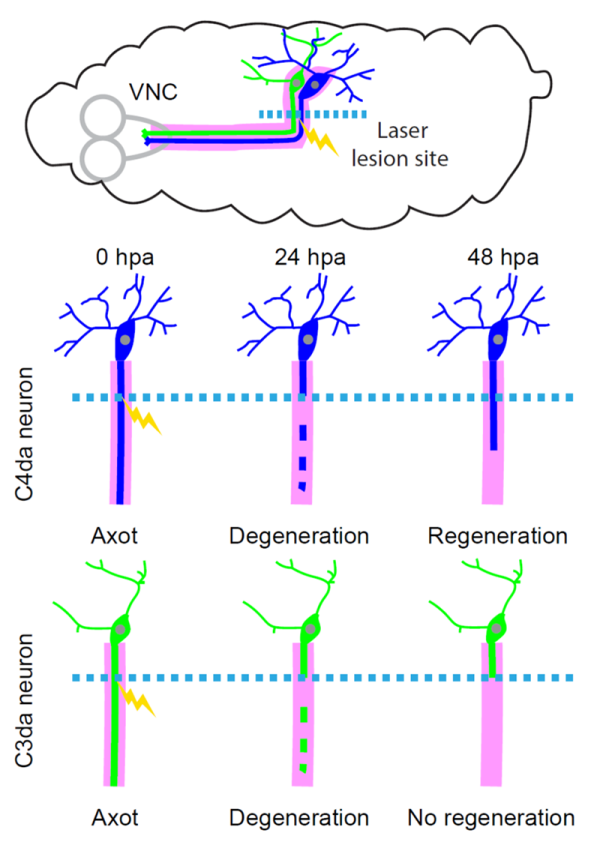 VNC
Laser
lesion site
0 hpa
24 hpa
48 hpa
C4da neuron
Axot
Degeneration
Regeneration
C3da neuron
Axot
Degeneration
No regeneration